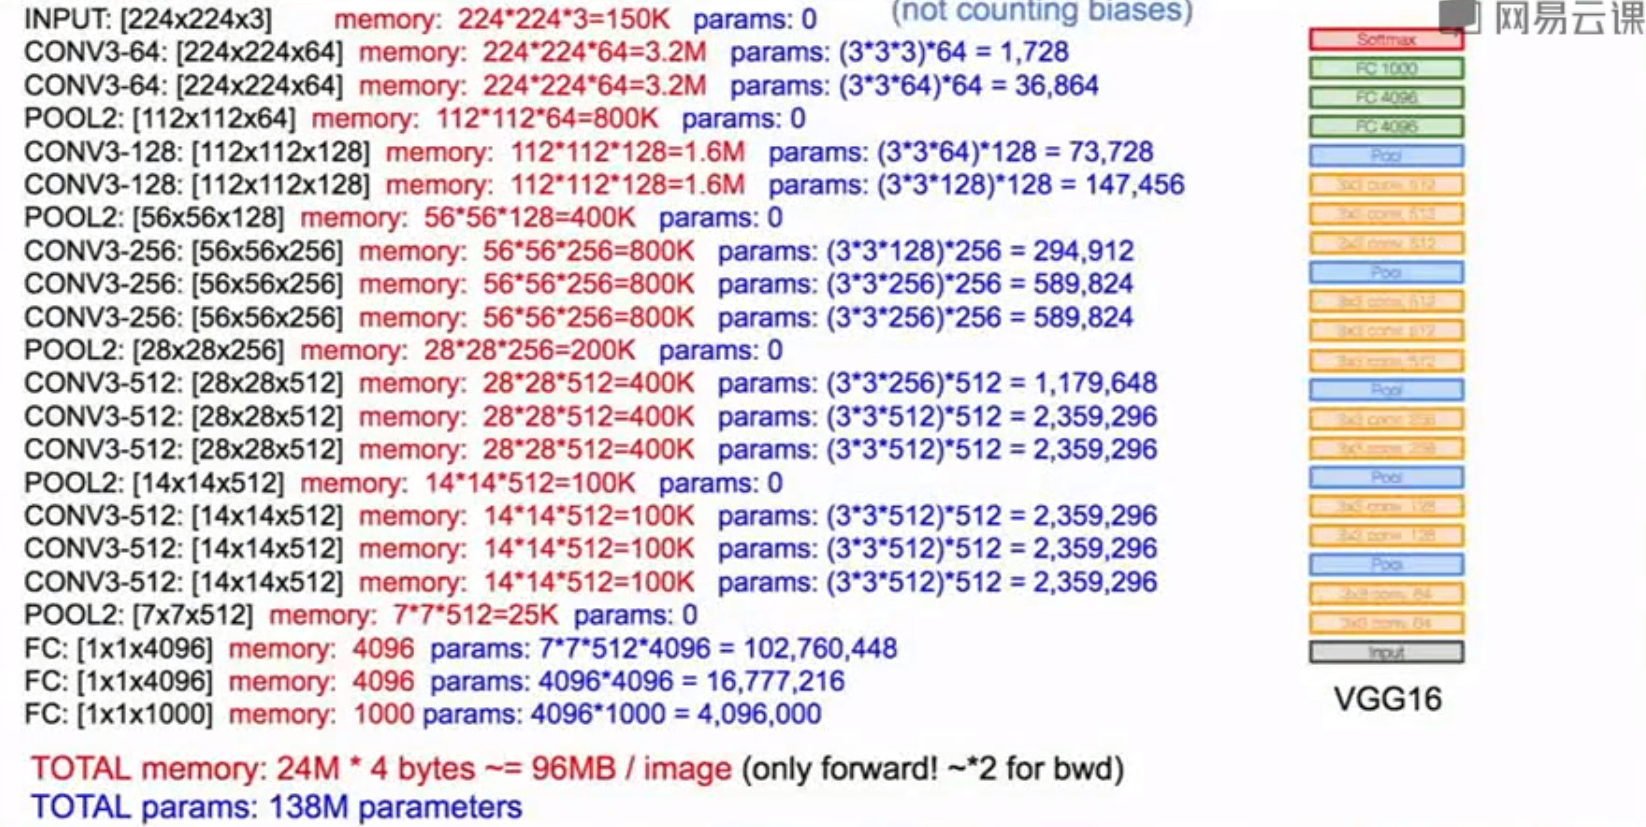 INPUT: [224x224x3] memory: 224*224*3=150K params: 0 (not counting biases)
CONV3-64: [224x224x64] memory: 224*224*64=3.2M params: (3*3*3)*64 = 1,728
CONV3-64: [224x224x64] memory: 224*224*64=3.2M params: (3*3*64)*64 = 36,864
POOL2: [112x112x64] memory: 112*112*64=800K params: 0
CONV3-128: [112x112x128] memory: 112*112*128=1.6M params: (3*3*64)*128 = 73,728
CONV3-128: [112x112x128] memory: 112*112*128=1.6M params: (3*3*128)*128 = 147,456
POOL2: [56x56x128] memory: 56*56*128=400K params: 0
CONV3-256: [56x56x256] memory: 56*56*256=800K params: (3*3*128)*256 = 294,912
CONV3-256: [56x56x256] memory: 56*56*256=800K params: (3*3*256)*256 = 589,824
CONV3-256: [56x56x256] memory: 56*56*256=800K params: (3*3*256)*256 = 589,824
POOL2: [28x28x256] memory: 28*28*256=200K params: 0
CONV3-512: [28x28x512] memory: 28*28*512=400K params: (3*3*256)*512 = 1,179,648
CONV3-512: [28x28x512] memory: 28*28*512=400K params: (3*3*512)*512 = 2,359,296
CONV3-512: [28x28x512] memory: 28*28*512=400K params: (3*3*512)*512 = 2,359,296
POOL2: [14x14x512] memory: 14*14*512=100K params: 0
CONV3-512: [14x14x512] memory: 14*14*512=100K params: (3*3*512)*512 = 2,359,296
CONV3-512: [14x14x512] memory: 14*14*512=100K params: (3*3*512)*512 = 2,359,296
CONV3-512: [14x14x512] memory: 14*14*512=100K params: (3*3*512)*512 = 2,359,296
POOL2: [7x7x512] memory: 7*7*512=25K params: 0
FC: [1x1x4096] memory: 4096 params: 7*7*512*4096 = 102,760,448
FC: [1x1x4096] memory: 4096 params: 4096*4096 = 16,777,216
FC: [1x1x1000] memory: 1000 params: 4096*1000 = 4,096,000
TOTAL memory: 24M * 4 bytes ~= 96MB / image (only forward! ~*2 for bwd)
TOTAL params: 138M parameters
网易云课
Softmax
FC 1000
FC 4096
FC 4096
Pool
3x3 conv, 512
3x3 conv, 512
3x3 conv, 512
Pool
3x3 conv, 512
3x3 conv, 512
3x3 conv, 512
Pool
3x3 conv, 256
3x3 conv, 256
Pool
3x3 conv, 128
3x3 conv, 128
Pool
3x3 conv, 64
3x3 conv, 64
Input
VGG16